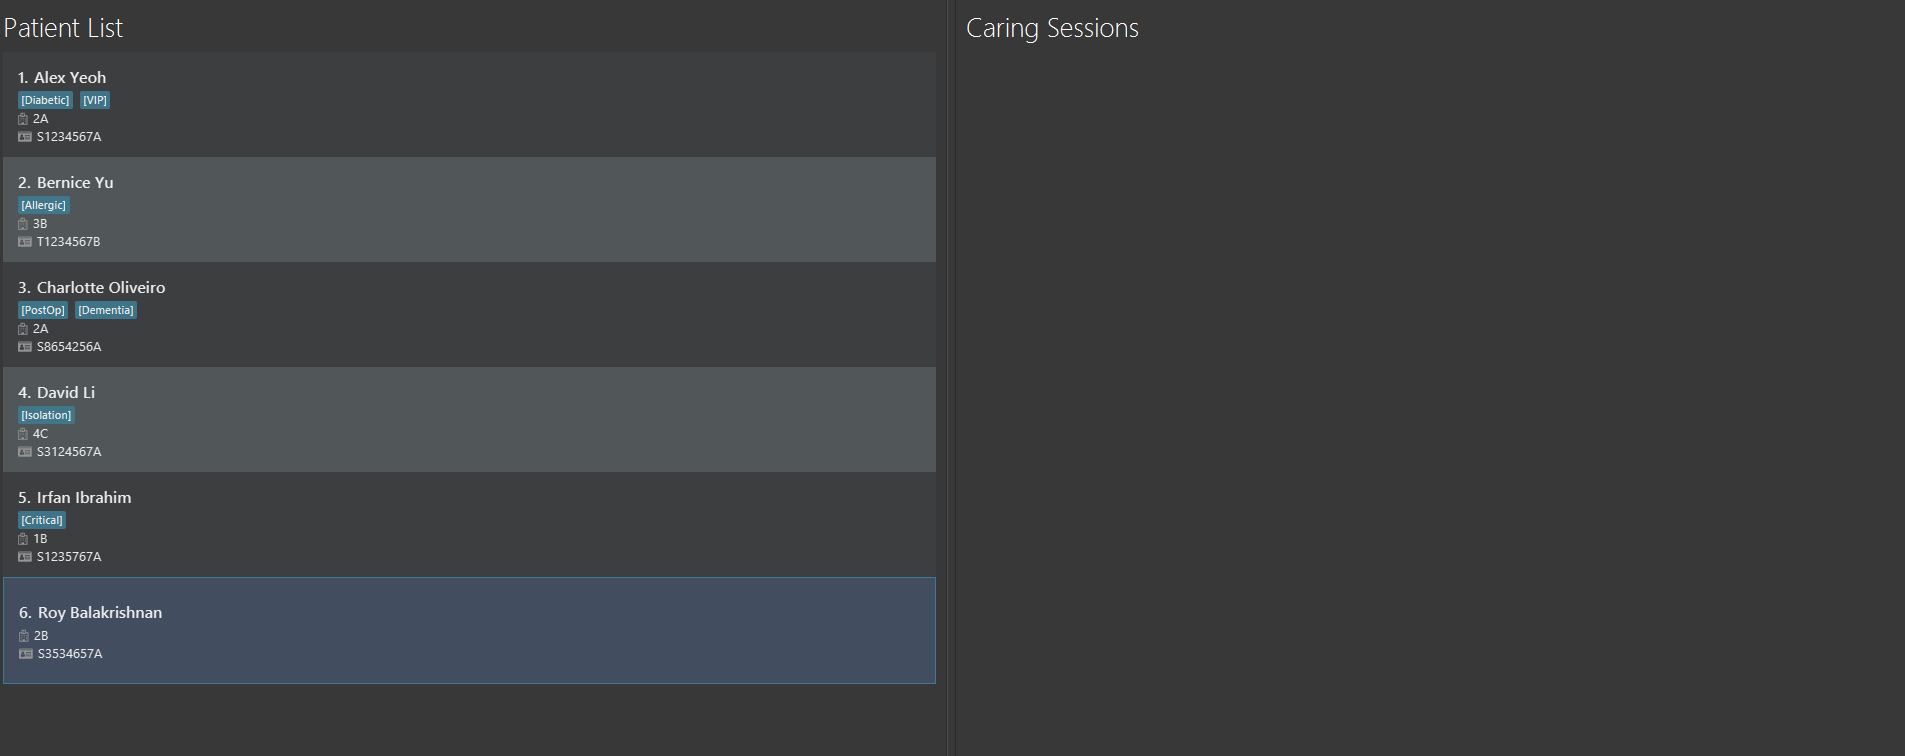 Patient List
1. Alex Yeoh
[Diabetic] [VIP]
2A
S1234567A
2. Bernice Yu
[Allergic]
3B
T1234567B
3. Charlotte Oliveiro
[PostOp] [Dementia]
2A
S8654256A
4. David Li
[Isolation]
4C
S3124567A
5. Irfan Ibrahim
[Critical]
1B
S1235767A
6. Roy Balakrishnan
2B
S3534657A
Caring Sessions